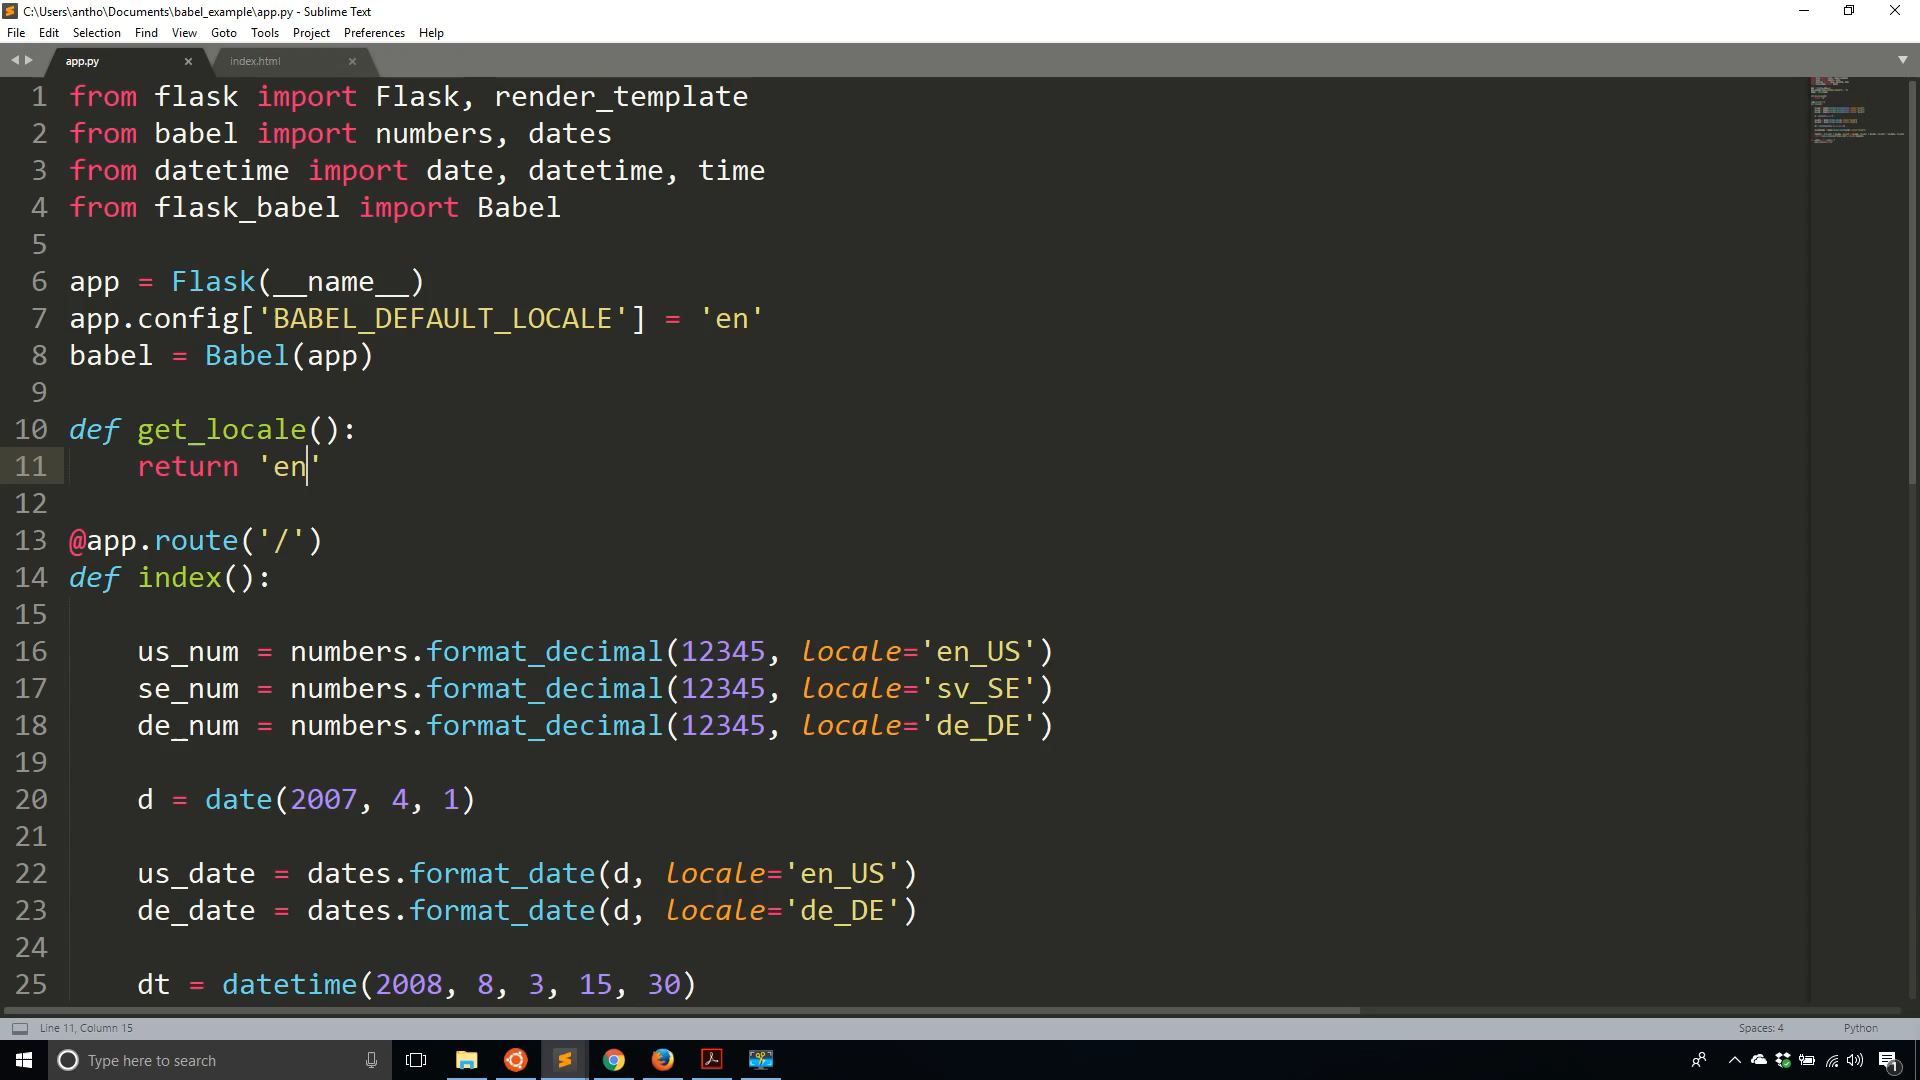 C:\Users\antho\Documents\babel_example\app.py - Sublime Text
File Edit Selection Find View Goto Tools Project Preferences Help
app.py index.html
1 from flask import Flask, render_template
2 from babel import numbers, dates
3 from datetime import date, datetime, time
4 from flask_babel import Babel
5
6 app = Flask(__name__)
7 app.config['BABEL_DEFAULT_LOCALE'] = 'en'
8 babel = Babel(app)
9
10 def get_locale():
11     return 'en'
12
13 @app.route('/')
14 def index():
15
16     us_num = numbers.format_decimal(12345, locale='en_US')
17     se_num = numbers.format_decimal(12345, locale='sv_SE')
18     de_num = numbers.format_decimal(12345, locale='de_DE')
19
20     d = date(2007, 4, 1)
21
22     us_date = dates.format_date(d, locale='en_US')
23     de_date = dates.format_date(d, locale='de_DE')
24
25     dt = datetime(2008, 8, 3, 15, 30)
Line 11, Column 15 Spaces: 4 Python
Type here to search 1